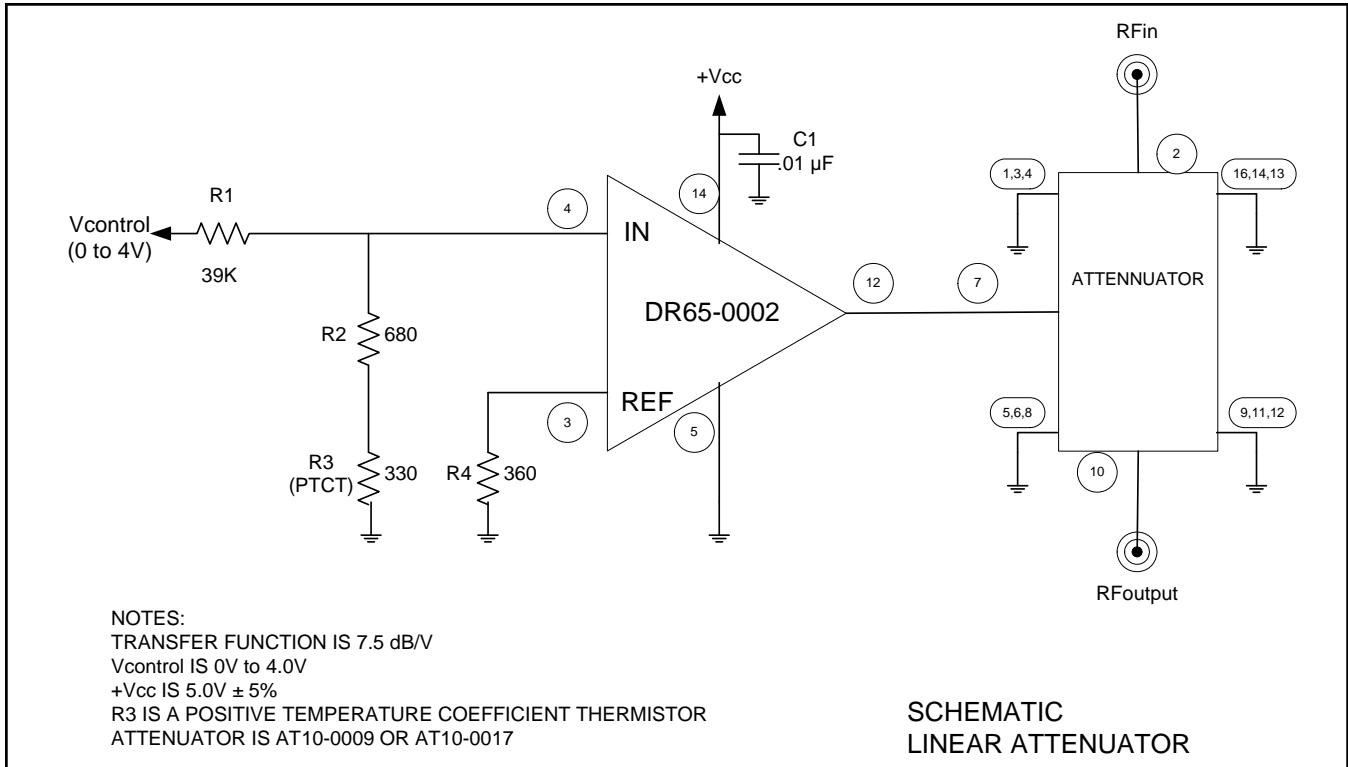 RFin
+Vcc
C1
.01 µF
2
1,3,4
16,14,13
14
R1
4
Vcontrol
(0 to 4V)
IN
39K
12
7
ATTENNUATOR
DR65-0002
R2
680
REF
3
5
5,6,8
9,11,12
R3
(PTCT)
330
R4
360
10
RFoutput
NOTES:
TRANSFER FUNCTION IS 7.5 dB/V
Vcontrol IS 0V to 4.0V
+Vcc IS 5.0V ± 5%
R3 IS A POSITIVE TEMPERATURE COEFFICIENT THERMISTOR
ATTENUATOR IS AT10-0009 OR AT10-0017
SCHEMATIC
LINEAR ATTENUATOR